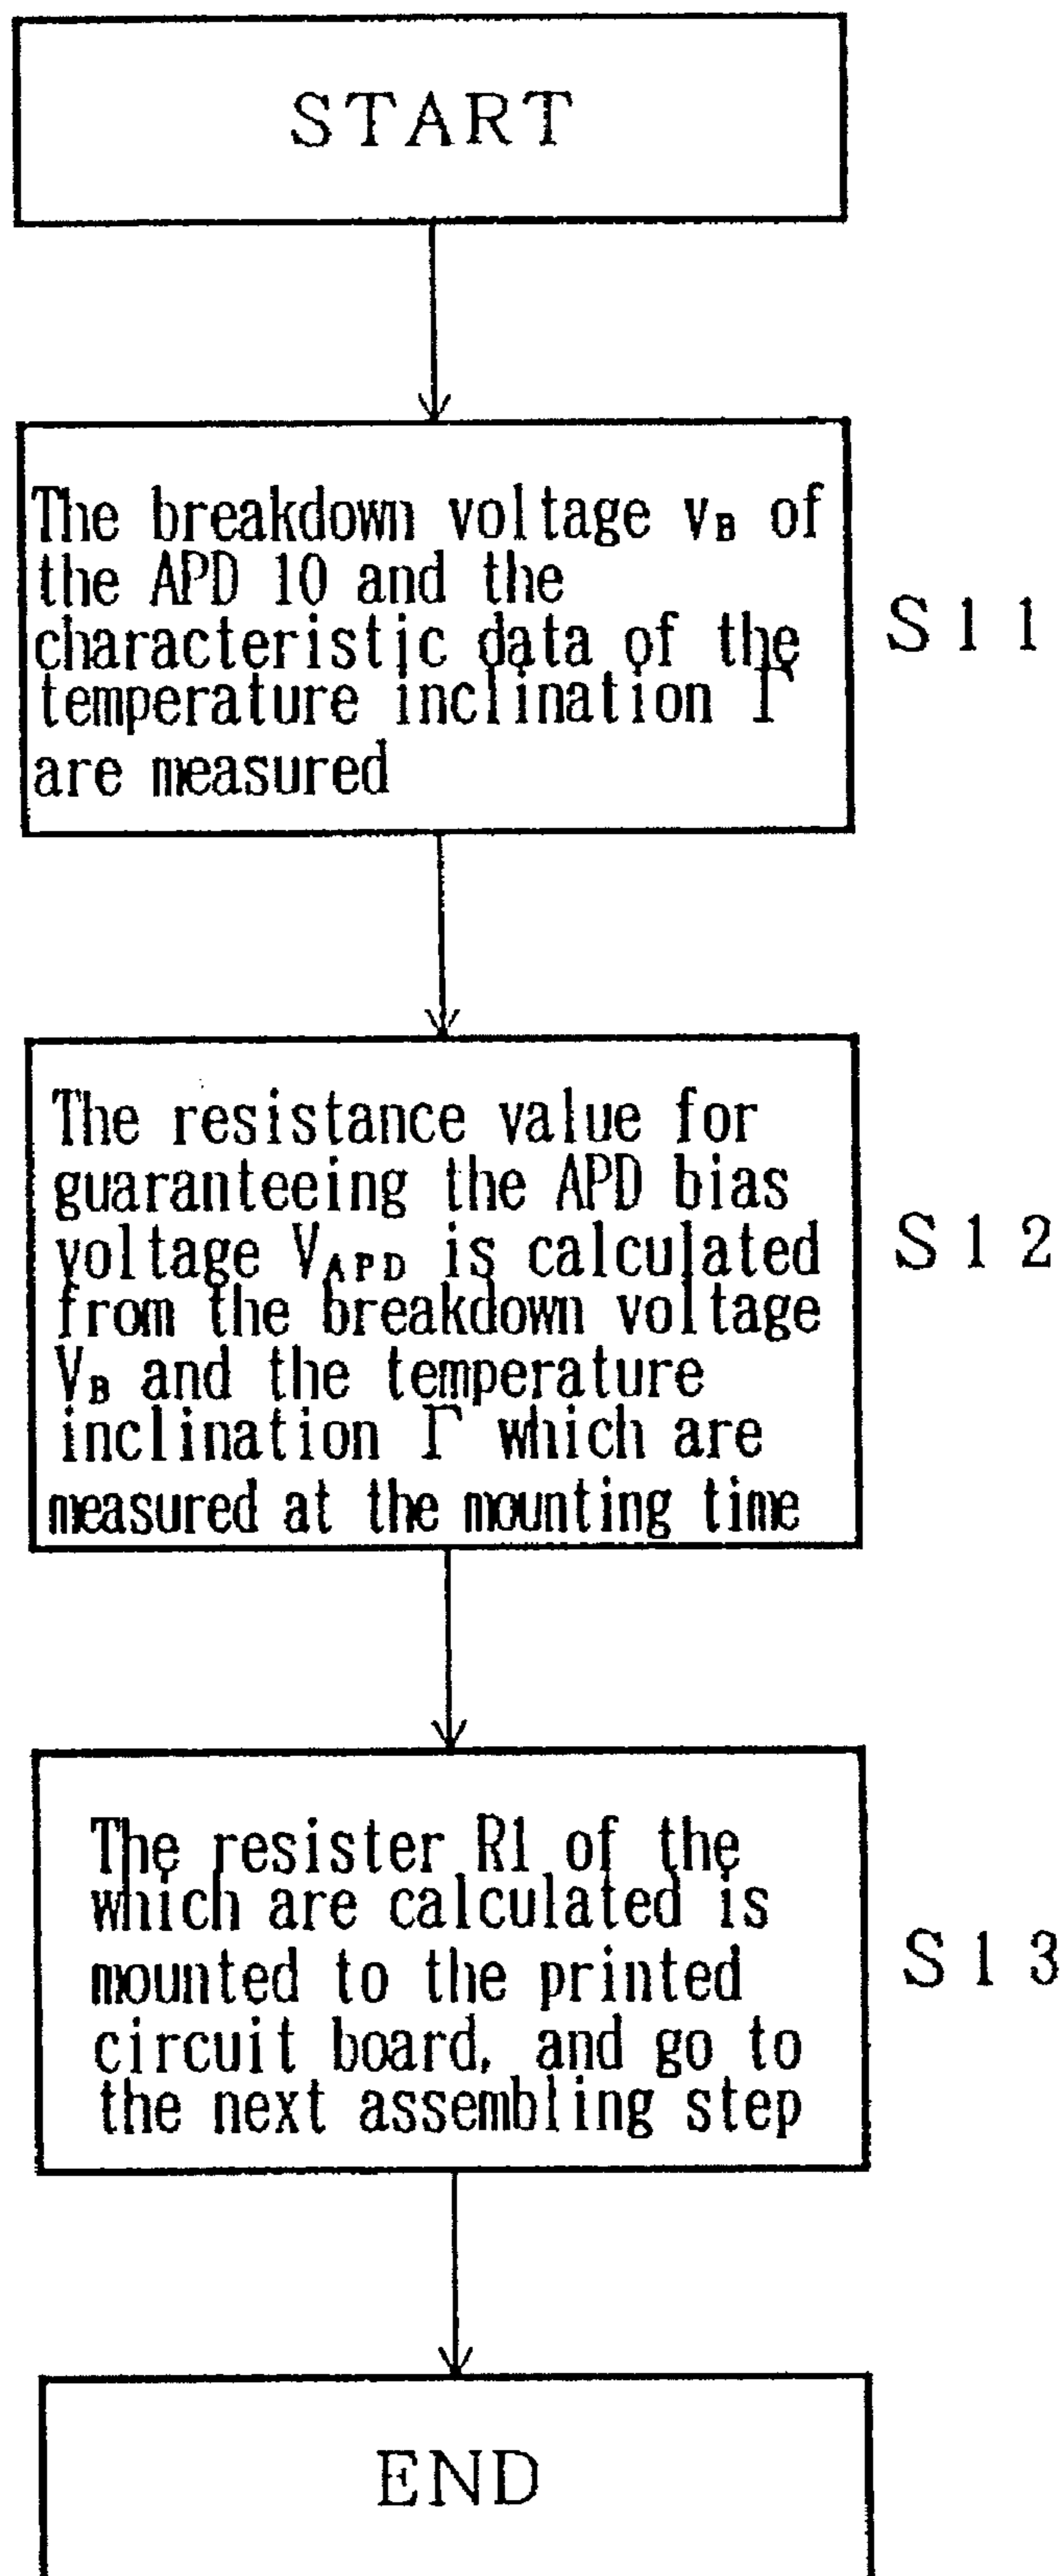 START
The breakdown voltage vB of
the APD 10 and the
characteristic data of the
temperature inclination Γ
are measured
S11
The resistance value for
guaranteeing the APD bias
voltage VAPD is calculated
from the breakdown voltage
VB and the temperature
inclination Γ which are
measured at the mounting time
S12
The resister R1 of the
which are calculated is
mounted to the printed
circuit board, and go to
the next assembling step
S13
END